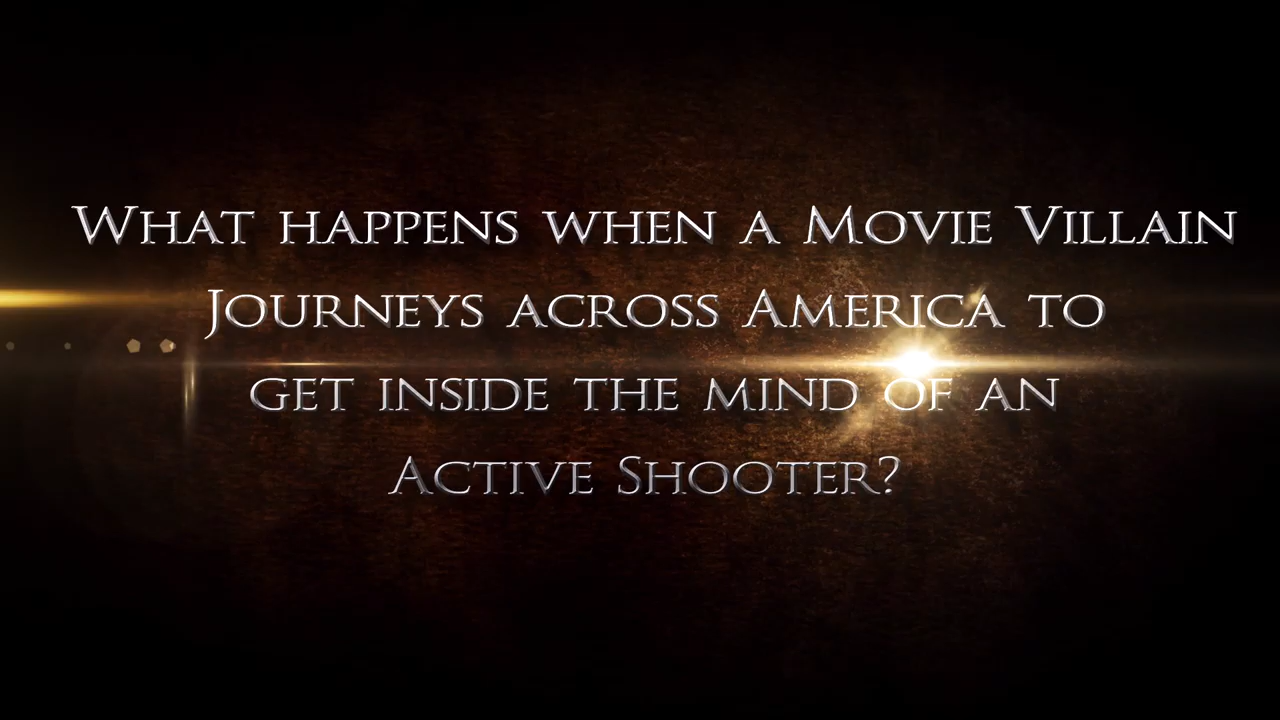 What happens when a Movie Villain
Journeys across America to
get inside the mind of an
Active Shooter?